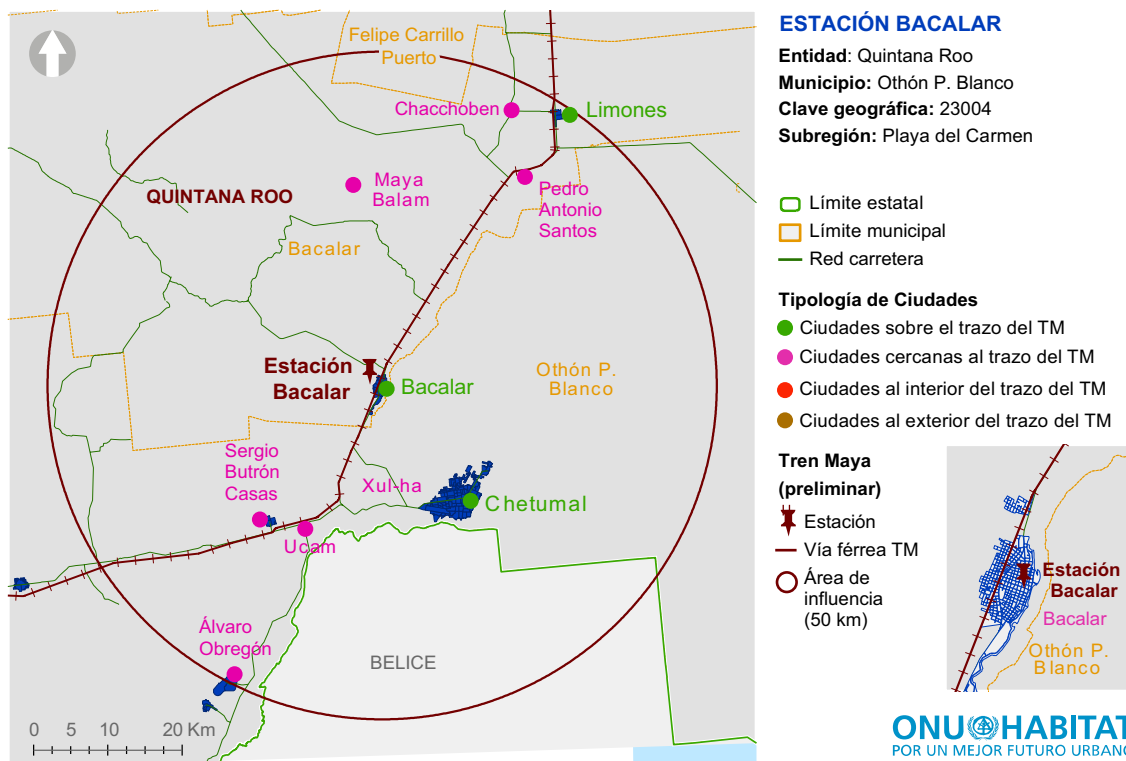 Felipe Carrillo
Puerto
Chacchoben
Limones
Maya
Balam
QUINTANA ROO
Pedro
Antonio
Santos
Bacalar
Estación
Bacalar
Bacalar
Othón P.
Blanco
Sergio
Butrón
Casas
Xul-ha
Chetumal
Ucam
Álvaro
Obregón
BELICE
0 5 10 20 Km
ESTACIÓN BACALAR
Entidad: Quintana Roo
Municipio: Othón P. Blanco
Clave geográfica: 23004
Subregión: Playa del Carmen
Límite estatal
Límite municipal
Red carretera
Tipología de Ciudades
Ciudades sobre el trazo del TM
Ciudades cercanas al trazo del TM
Ciudades al interior del trazo del TM
Ciudades al exterior del trazo del TM
Tren Maya
(preliminar)
Estación
Vía férrea TM
Área de
influencia
(50 km)
Estación
Bacalar
Bacalar
Othón P.
Blanco
ONU HABITAT
POR UN MEJOR FUTURO URBANO